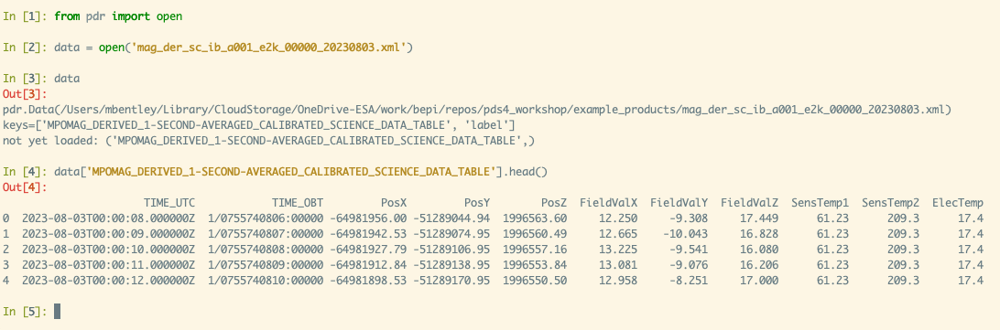 In [1]: from pdr import open
In [2]: data = open('mag_der_sc_ib_a001_e2k_00000_20230803.xml')
In [3]: data
Out[3]:
pdr.Data(/Users/mbentley/Library/CloudStorage/OneDrive-ESA/work/bepi/repos/pds4_workshop/example_products/mag_der_sc_ib_a001_e2k_00000_20230803.xml)
keys=['MPOMAG_DERIVED_1-SECOND-AVERAGED_CALIBRATED_SCIENCE_DATA_TABLE', 'label']
not yet loaded: ('MPOMAG_DERIVED_1-SECOND-AVERAGED_CALIBRATED_SCIENCE_DATA_TABLE',)
In [4]: data['MPOMAG_DERIVED_1-SECOND-AVERAGED_CALIBRATED_SCIENCE_DATA_TABLE'].head()
Out[4]:
TIME_UTC TIME_OBT PosX PosY PosZ FieldValX FieldValY FieldValZ SensTemp1 SensTemp2 ElecTemp
0 2023-08-03T00:00:08.000000Z 1/0755740806:00000 -64981956.00 -51289044.94 1996563.60 12.250 -9.308 17.449 61.23 209.3 17.4
1 2023-08-03T00:00:09.000000Z 1/0755740807:00000 -64981942.53 -51289074.95 1996560.49 12.665 -10.043 16.828 61.23 209.3 17.4
2 2023-08-03T00:00:10.000000Z 1/0755740808:00000 -64981927.79 -51289106.95 1996557.16 13.225 -9.541 16.080 61.23 209.3 17.4
3 2023-08-03T00:00:11.000000Z 1/0755740809:00000 -64981912.84 -51289138.95 1996553.84 13.081 -9.076 16.206 61.23 209.3 17.4
4 2023-08-03T00:00:12.000000Z 1/0755740810:00000 -64981898.53 -51289170.95 1996550.50 12.958 -8.251 17.000 61.23 209.3 17.4
In [5]: